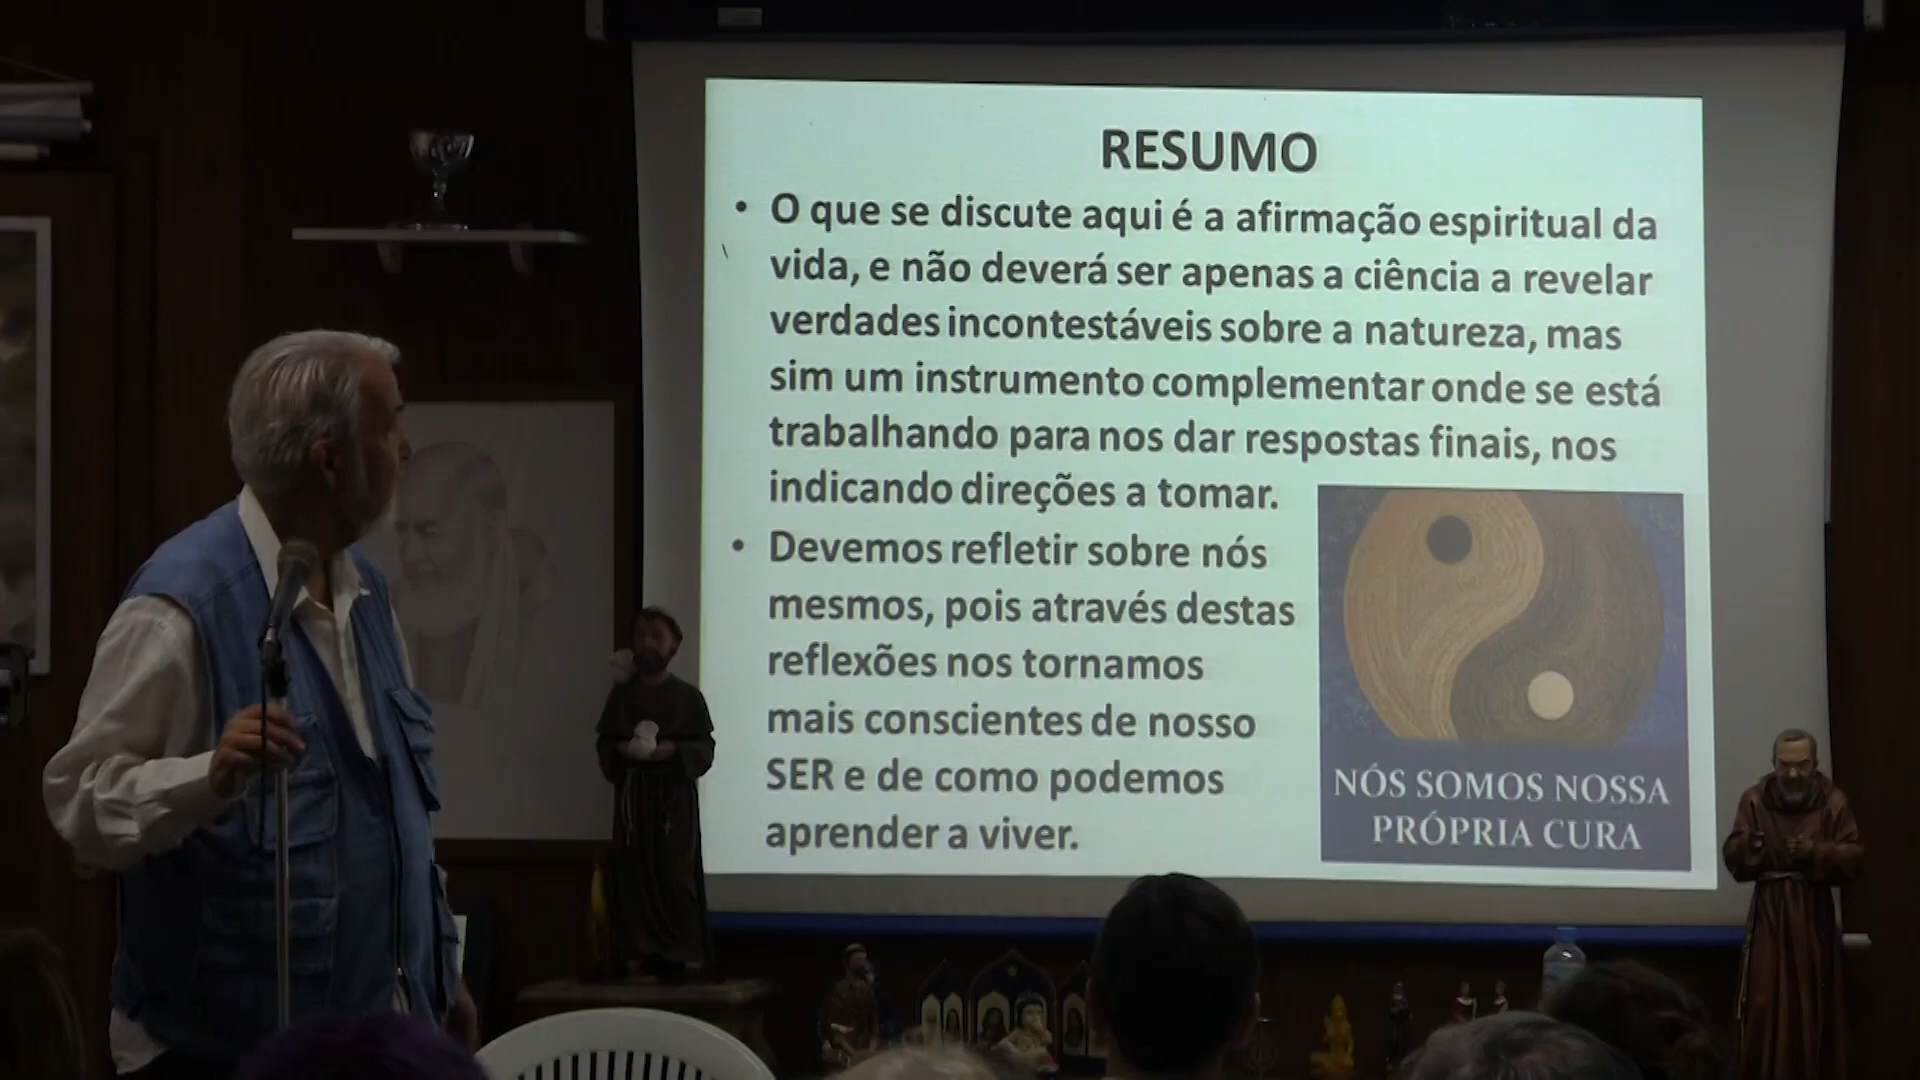 RESUMO
• O que se discute aqui é a afirmação espiritual da
vida, e não deverá ser apenas a ciência a revelar
verdades incontestáveis sobre a natureza, mas
sim um instrumento complementar onde se está
trabalhando para nos dar respostas finais, nos
indicando direções a tomar.
• Devemos refletir sobre nós
mesmos, pois através destas
reflexões nos tornamos
mais conscientes de nosso
SER e de como podemos
aprender a viver.
NÓS SOMOS NOSSA
PRÓPRIA CURA